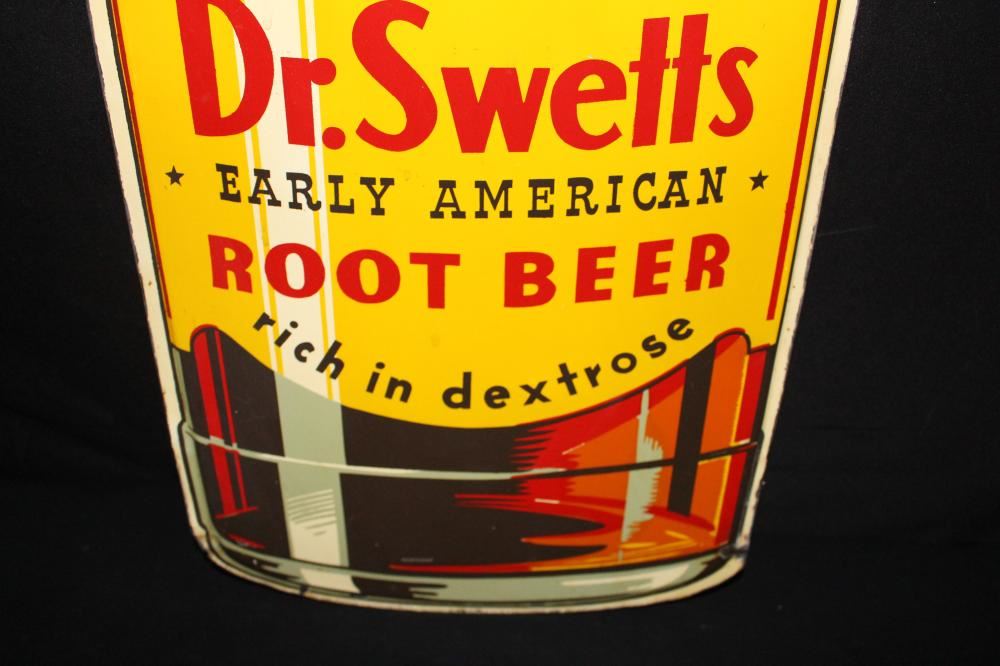 Dr. Swetts
★ EARLY AMERICAN ★
ROOT BEER
rich in dextrose